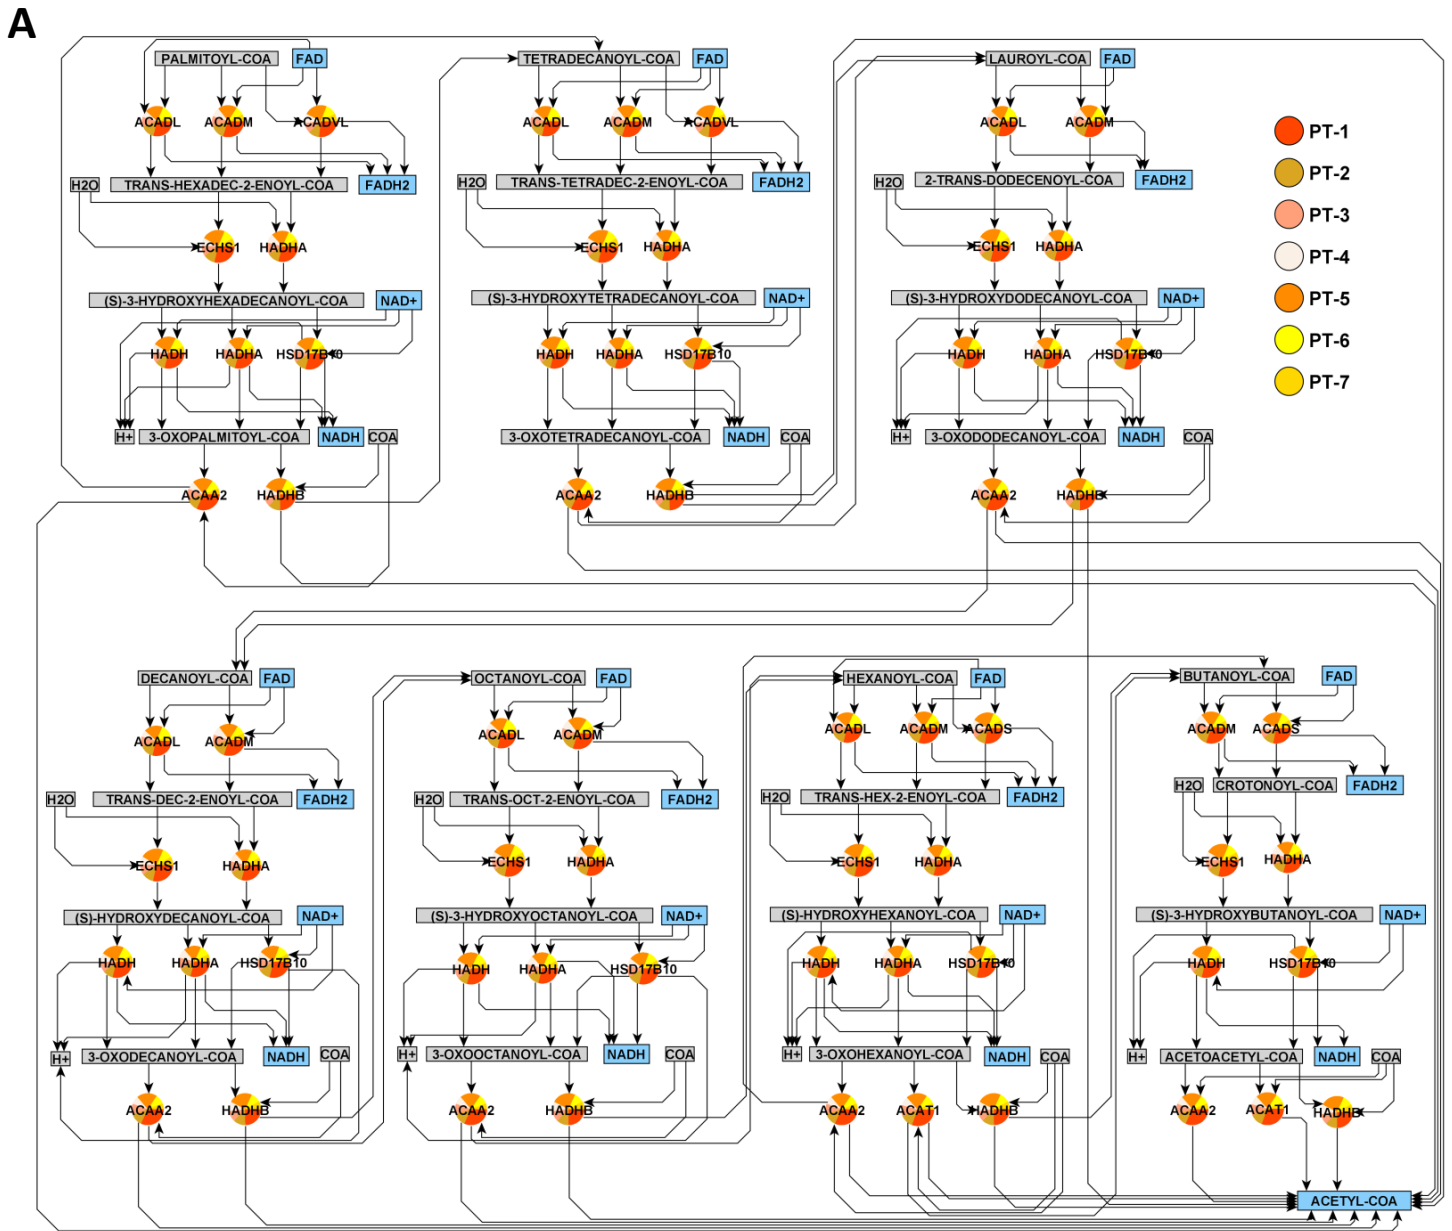 A
PALMITOYL-COA FAD
ACADL ACADM ACADVL
H2O TRANS-HEXADEC-2-ENOYL-COA FADH2
ECHS1 HADHA
(S)-3-HYDROXYHEXADECANOYL-COA NAD+
HADH HADHA HSD17B10
H+ 3-OXOPALMITOYL-COA NADH COA
ACAA2 HADHB
TETRADECANOYL-COA FAD
ACADL ACADM ACADVL
H2O TRANS-TETRADEC-2-ENOYL-COA FADH2
ECHS1 HADHA
(S)-3-HYDROXYTETRADECANOYL-COA NAD+
HADH HADHA HSD17B10
3-OXOTETRADECANOYL-COA NADH COA
ACAA2 HADHB
LAUROYL-COA FAD
ACADL ACADM
H2O 2-TRANS-DODECENOYL-COA FADH2
ECHS1 HADHA
(S)-3-HYDROXYDODECANOYL-COA NAD+
HADH HADHA HSD17B10
H+ 3-OXODODECANOYL-COA NADH COA
ACAA2 HADHB
PT-1
PT-2
PT-3
PT-4
PT-5
PT-6
PT-7
DECANOYL-COA FAD
ACADL ACADM
H2O TRANS-DEC-2-ENOYL-COA FADH2
ECHS1 HADHA
(S)-HYDROXYDECANOYL-COA NAD+
HADH HADHA HSD17B10
H+ 3-OXODECANOYL-COA NADH COA
ACAA2 HADHB
OCTANOYL-COA FAD
ACADL ACADM
H2O TRANS-OCT-2-ENOYL-COA FADH2
ECHS1 HADHA
(S)-3-HYDROXYOCTANOYL-COA NAD+
HADH HADHA HSD17B10
H+ 3-OXOOCTANOYL-COA NADH COA
ACAA2 HADHB
HEXANOYL-COA FAD
ACADL ACADM ACADS
H2O TRANS-HEX-2-ENOYL-COA FADH2
ECHS1 HADHA
(S)-HYDROXYHEXANOYL-COA NAD+
HADH HADHA HSD17B10
H+ 3-OXOHEXANOYL-COA NADH COA
ACAA2 ACAT1 HADHB
BUTANOYL-COA FAD
ACADM ACADS
H2O CROTONOYL-COA FADH2
ECHS1 HADHA
(S)-3-HYDROXYBUTANOYL-COA NAD+
HADH HSD17B10
H+ ACETOACETYL-COA NADH COA
ACAA2 ACAT1 HADHB
ACETYL-COA